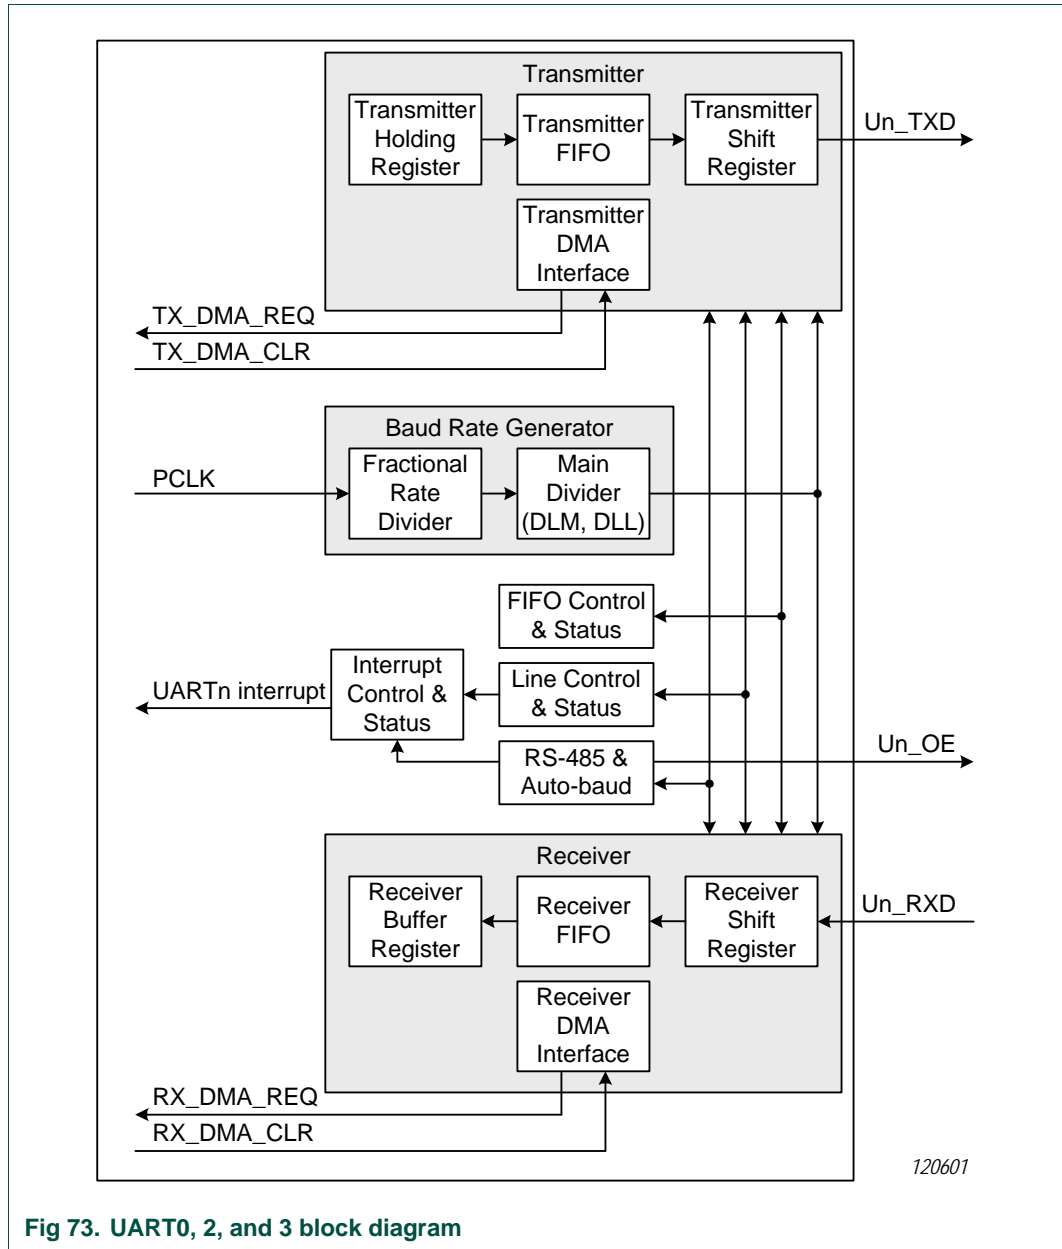 Transmitter
Transmitter
Holding
Register
Transmitter
FIFO
Transmitter
Shift
Register
Un_TXD
Transmitter
DMA
Interface
TX_DMA_REQ
TX_DMA_CLR
Baud Rate Generator
PCLK
Fractional
Rate
Divider
Main
Divider
(DLM, DLL)
FIFO Control
& Status
UARTn interrupt
Interrupt
Control &
Status
Line Control
& Status
RS-485 &
Auto-baud
Un_OE
Receiver
Receiver
Buffer
Register
Receiver
FIFO
Receiver
Shift
Register
Un_RXD
Receiver
DMA
Interface
RX_DMA_REQ
RX_DMA_CLR
120601
Fig 73. UART0, 2, and 3 block diagram